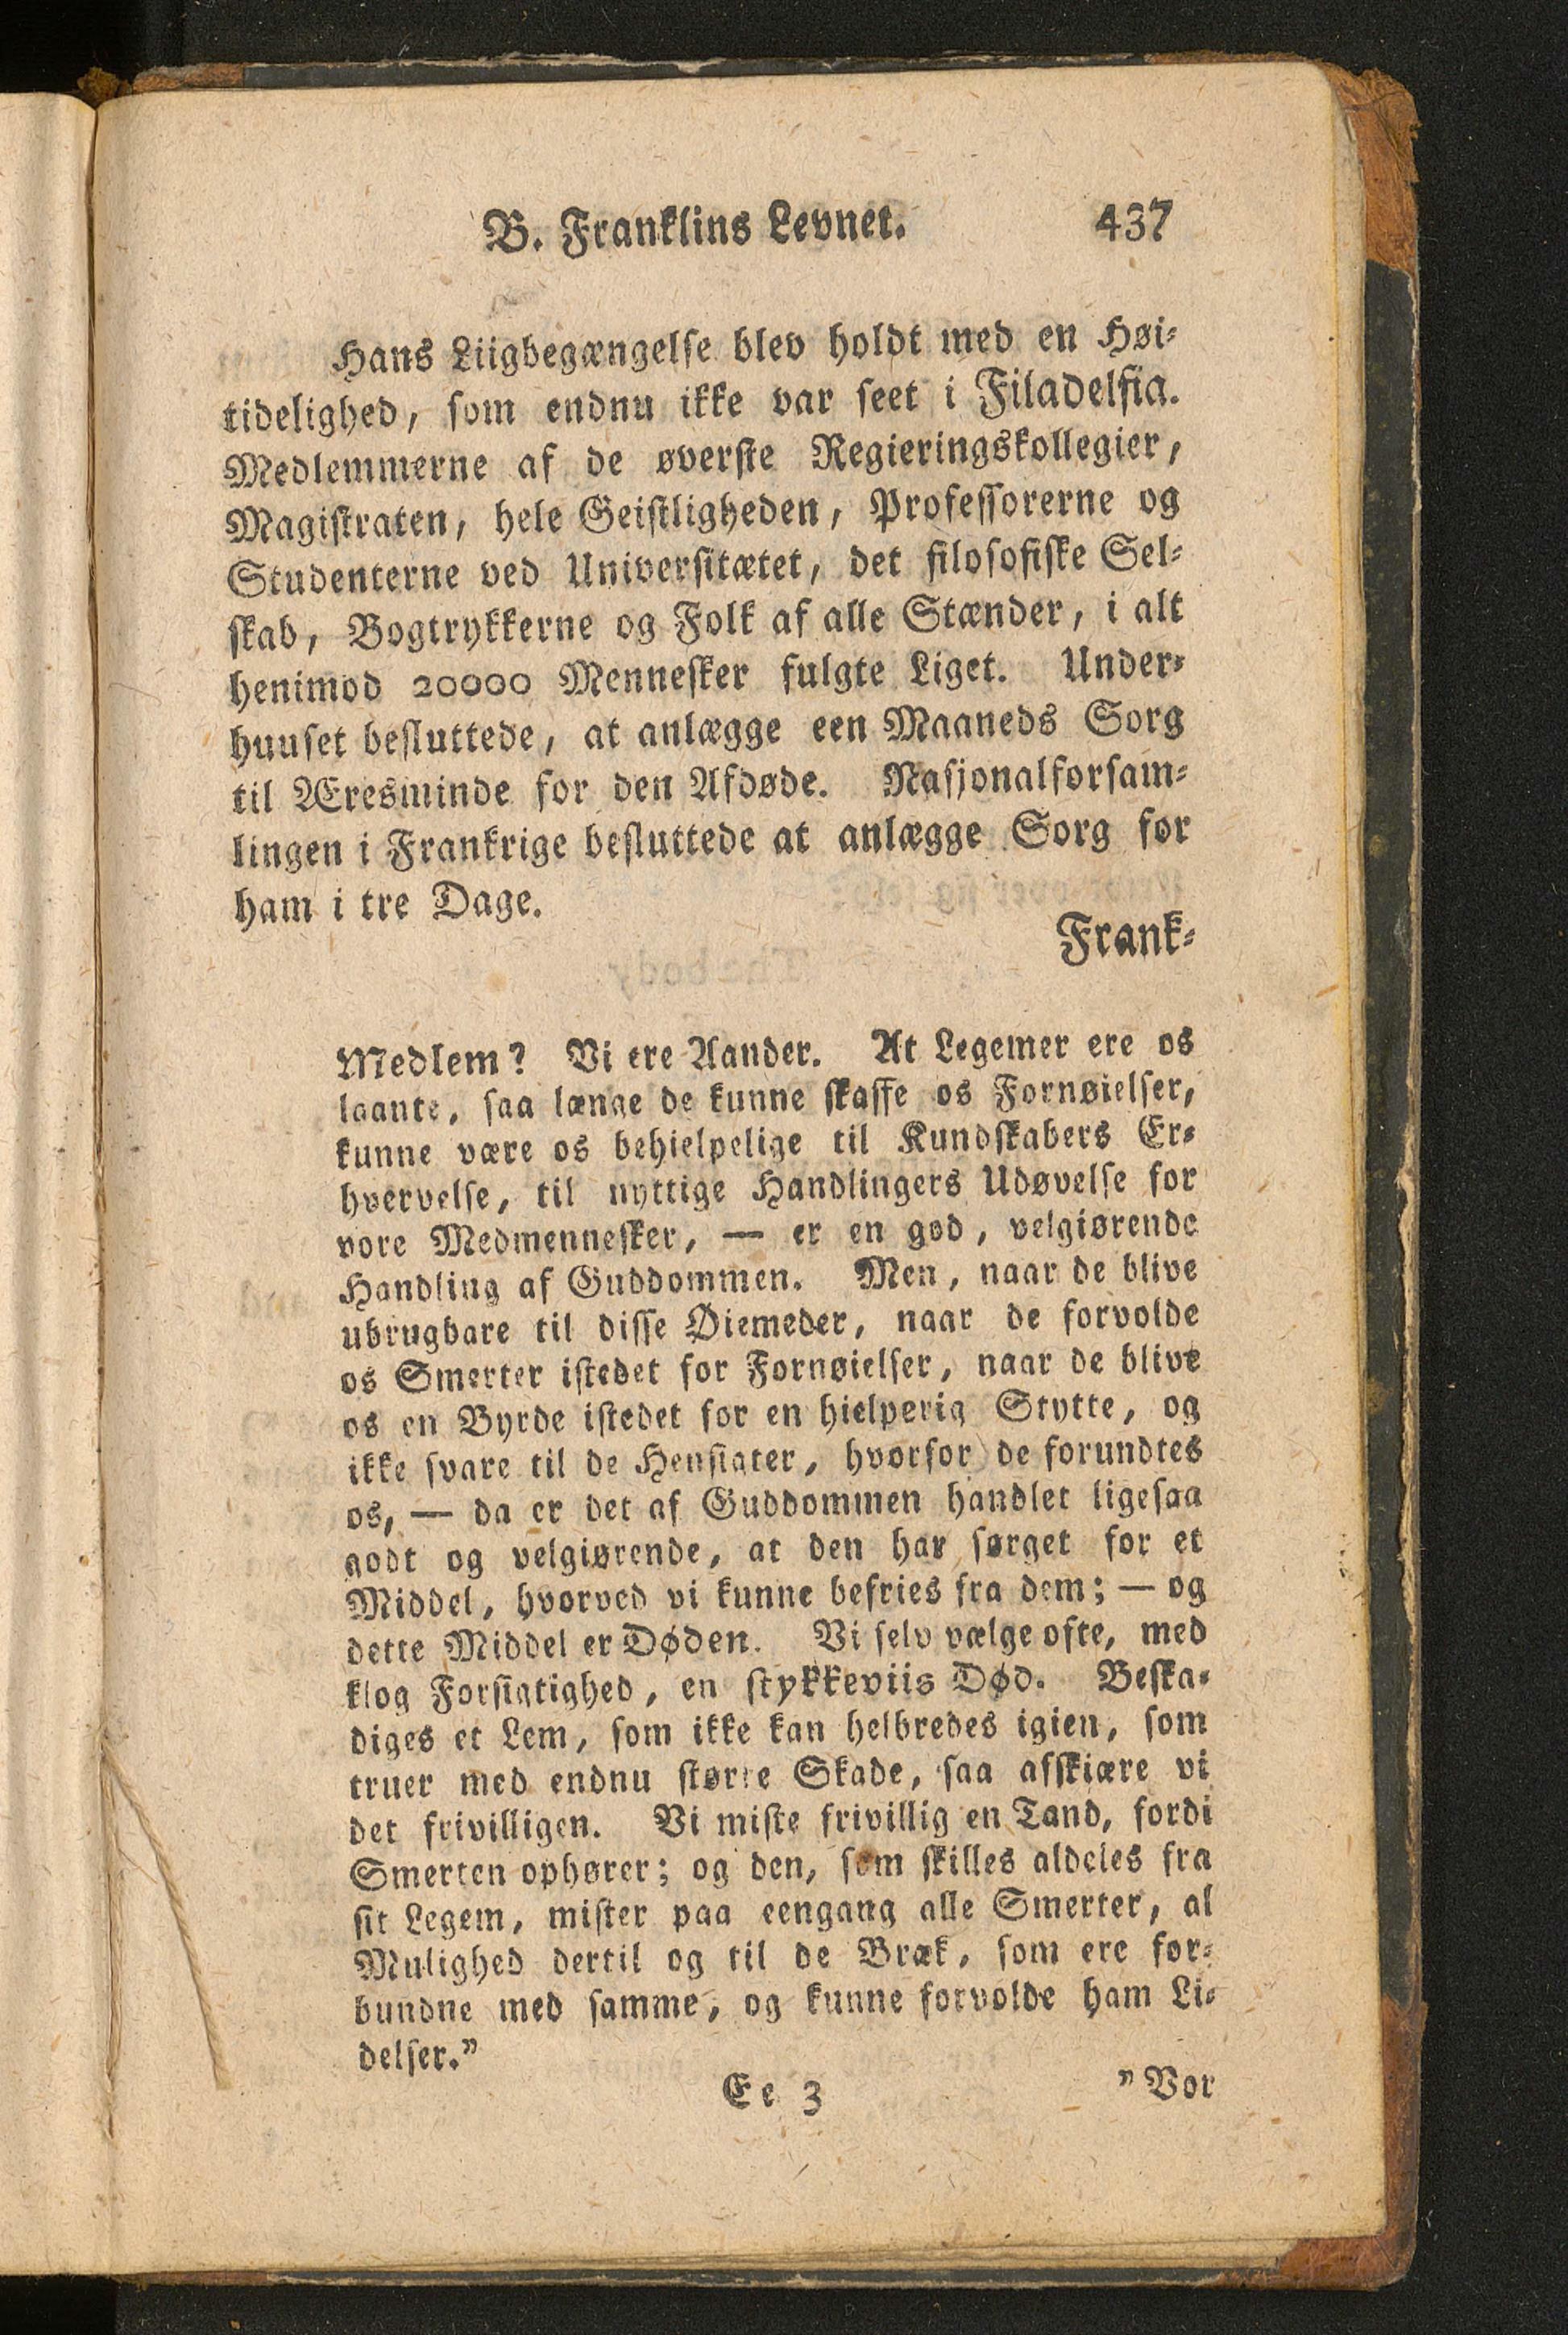 B. Franklins Levnet. 437
Hans Liigbegængelse blev holdt med en Høi-
tidelighed, som endnu ikke var seet i Filadelfia.
Medlemmerne af de øverste Regieringskollegier,
Magistraten, hele Geistligheden, Professorerne og
Studenterne ved Universitætet, det filosofiske Sel-
skab, Bogtrykkerne og Folk af alle Stænder, i alt
henimod 20000 Mennesker fulgte Liget. Under-
huuset besluttede, at anlægge een Maaneds Sorg
til Æresminde for den Afdøde. Nasjonalforsam-
lingen i Frankrige besluttede at anlægge Sorg for
ham i tre Dage.
Frank-
Medlem? Vi ere Aander. At Legemer ere os
laante, saa længe de kunne skaffe os Fornøielser,
kunne være os behielpelige til Kundskabers Er-
hvervelse, til nyttige Handlingers Udøvelse for
vore Medmennesker, — er en god, velgiørende
Handling af Guddommen. Men, naar de blive
ubrugbare til disse Øiemeder, naar de forvolde
os Smerter istedet for Fornøielser, naar de blive
os en Byrde istedet for en hielperig Stytte, og
ikke svare til de Hensigter, hvorfor de forundtes
os, — da er det af Guddommen handlet ligesaa
godt og velgiørende, at den har sørget for et
Middel, hvorved vi kunne befries fra dem; — og
dette Middel er Døden. Vi selv vælge ofte, med
klog Forsigtighed, en stykkeviis Død. Beska-
diges et Lem, som ikke kan helbredes igien, som
truer med endnu større Skade, saa afskiære vi
det frivilligen. Vi miste frivillig en Tand, fordi
Smerten ophører; og den, som skilles aldeles fra
sit Legem, mister paa eengang alle Smerter, al
Mulighed dertil og til de Bræk, som ere for-
bundne med samme, og kunne forvolde ham Li-
delser.”
Ee 3 ”Vor